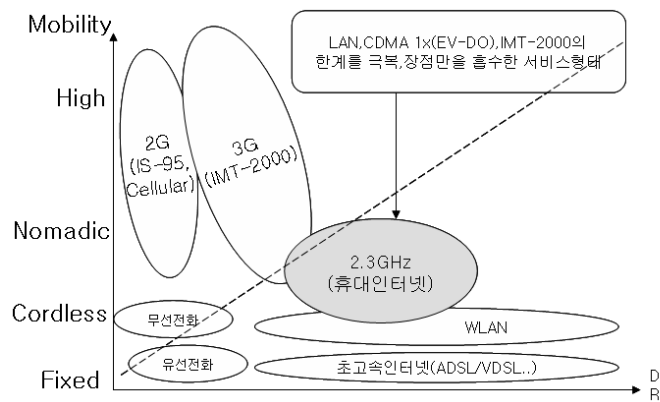 Mobility
LAN,CDMA 1x(EV-DO),IMT-2000의
한계를 극복,장점만을 흡수한 서비스형태
High
2G
(IS-95,
Cellular)
3G
(IMT-2000)
Nomadic
2.3GHz
(휴대인터넷)
Cordless
무선전화
WLAN
유선전화
초고속인터넷(ADSL/VDSL..)
Fixed
D
R